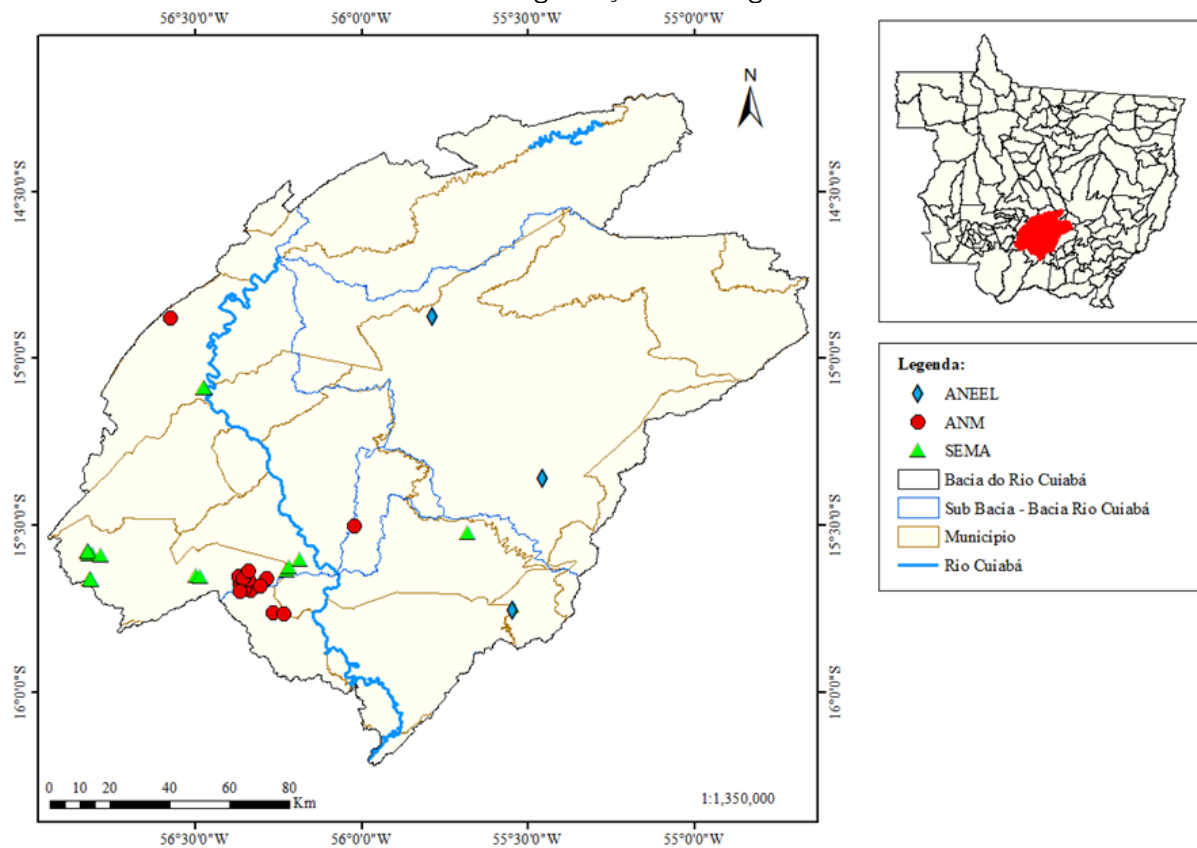 56°30'0"W 56°0'0"W 55°30'0"W 55°0'0"W
N
14°30'0"S 14°30'0"S
15°0'0"S 15°0'0"S
15°30'0"S 15°30'0"S
16°0'0"S 16°0'0"S
0 10 20 40 60 80
Km
1:1,350,000
56°30'0"W 56°0'0"W 55°30'0"W 55°0'0"W
Legenda:
ANEEL
ANM
SEMA
Bacia do Rio Cuiabá
Sub Bacia - Bacia Rio Cuiabá
Município
Rio Cuiabá